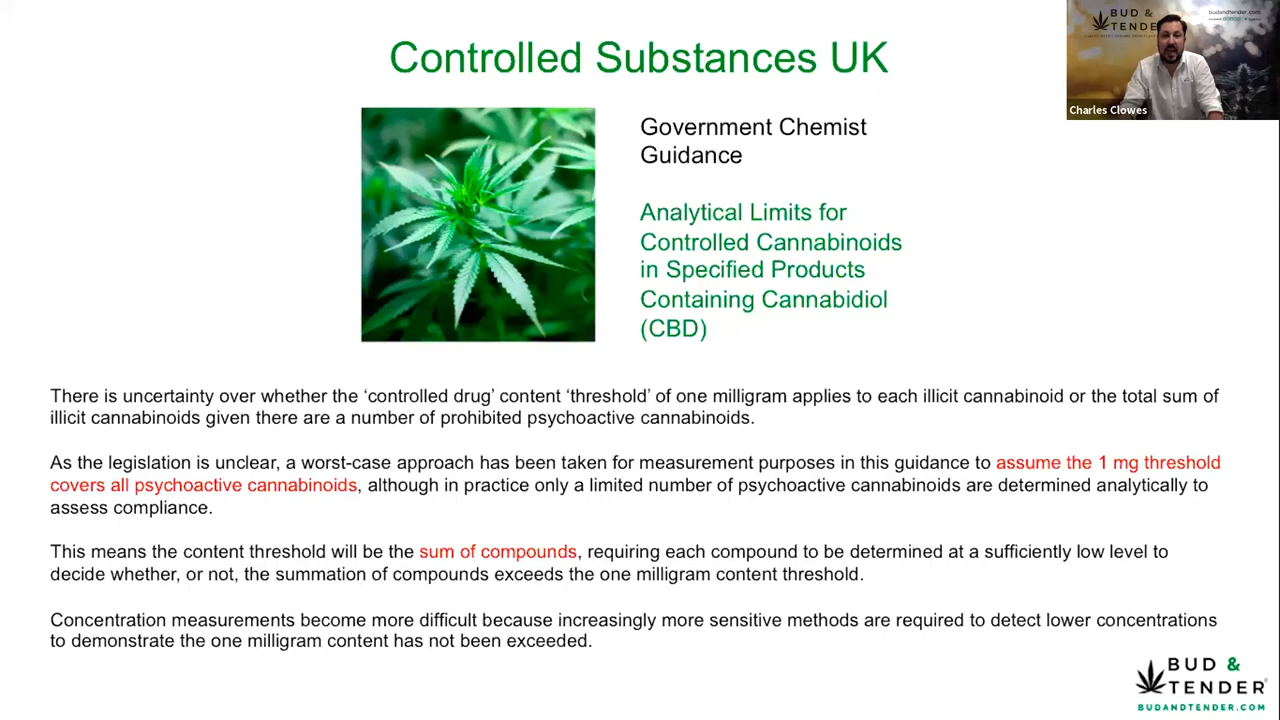 Controlled Substances UK
BUD &
TENDE
budandtender.com
Charles Clowes
Government Chemist
Guidance
Analytical Limits for
Controlled Cannabinoids
in Specified Products
Containing Cannabidiol
(CBD)
There is uncertainty over whether the ‘controlled drug’ content ‘threshold’ of one milligram applies to each illicit cannabinoid or the total sum of
illicit cannabinoids given there are a number of prohibited psychoactive cannabinoids.
As the legislation is unclear, a worst-case approach has been taken for measurement purposes in this guidance to assume the 1 mg threshold
covers all psychoactive cannabinoids, although in practice only a limited number of psychoactive cannabinoids are determined analytically to
assess compliance.
This means the content threshold will be the sum of compounds, requiring each compound to be determined at a sufficiently low level to
decide whether, or not, the summation of compounds exceeds the one milligram content threshold.
Concentration measurements become more difficult because increasingly more sensitive methods are required to detect lower concentrations
to demonstrate the one milligram content has not been exceeded.
BUD &
TENDER®
BUDANDTENDER.COM